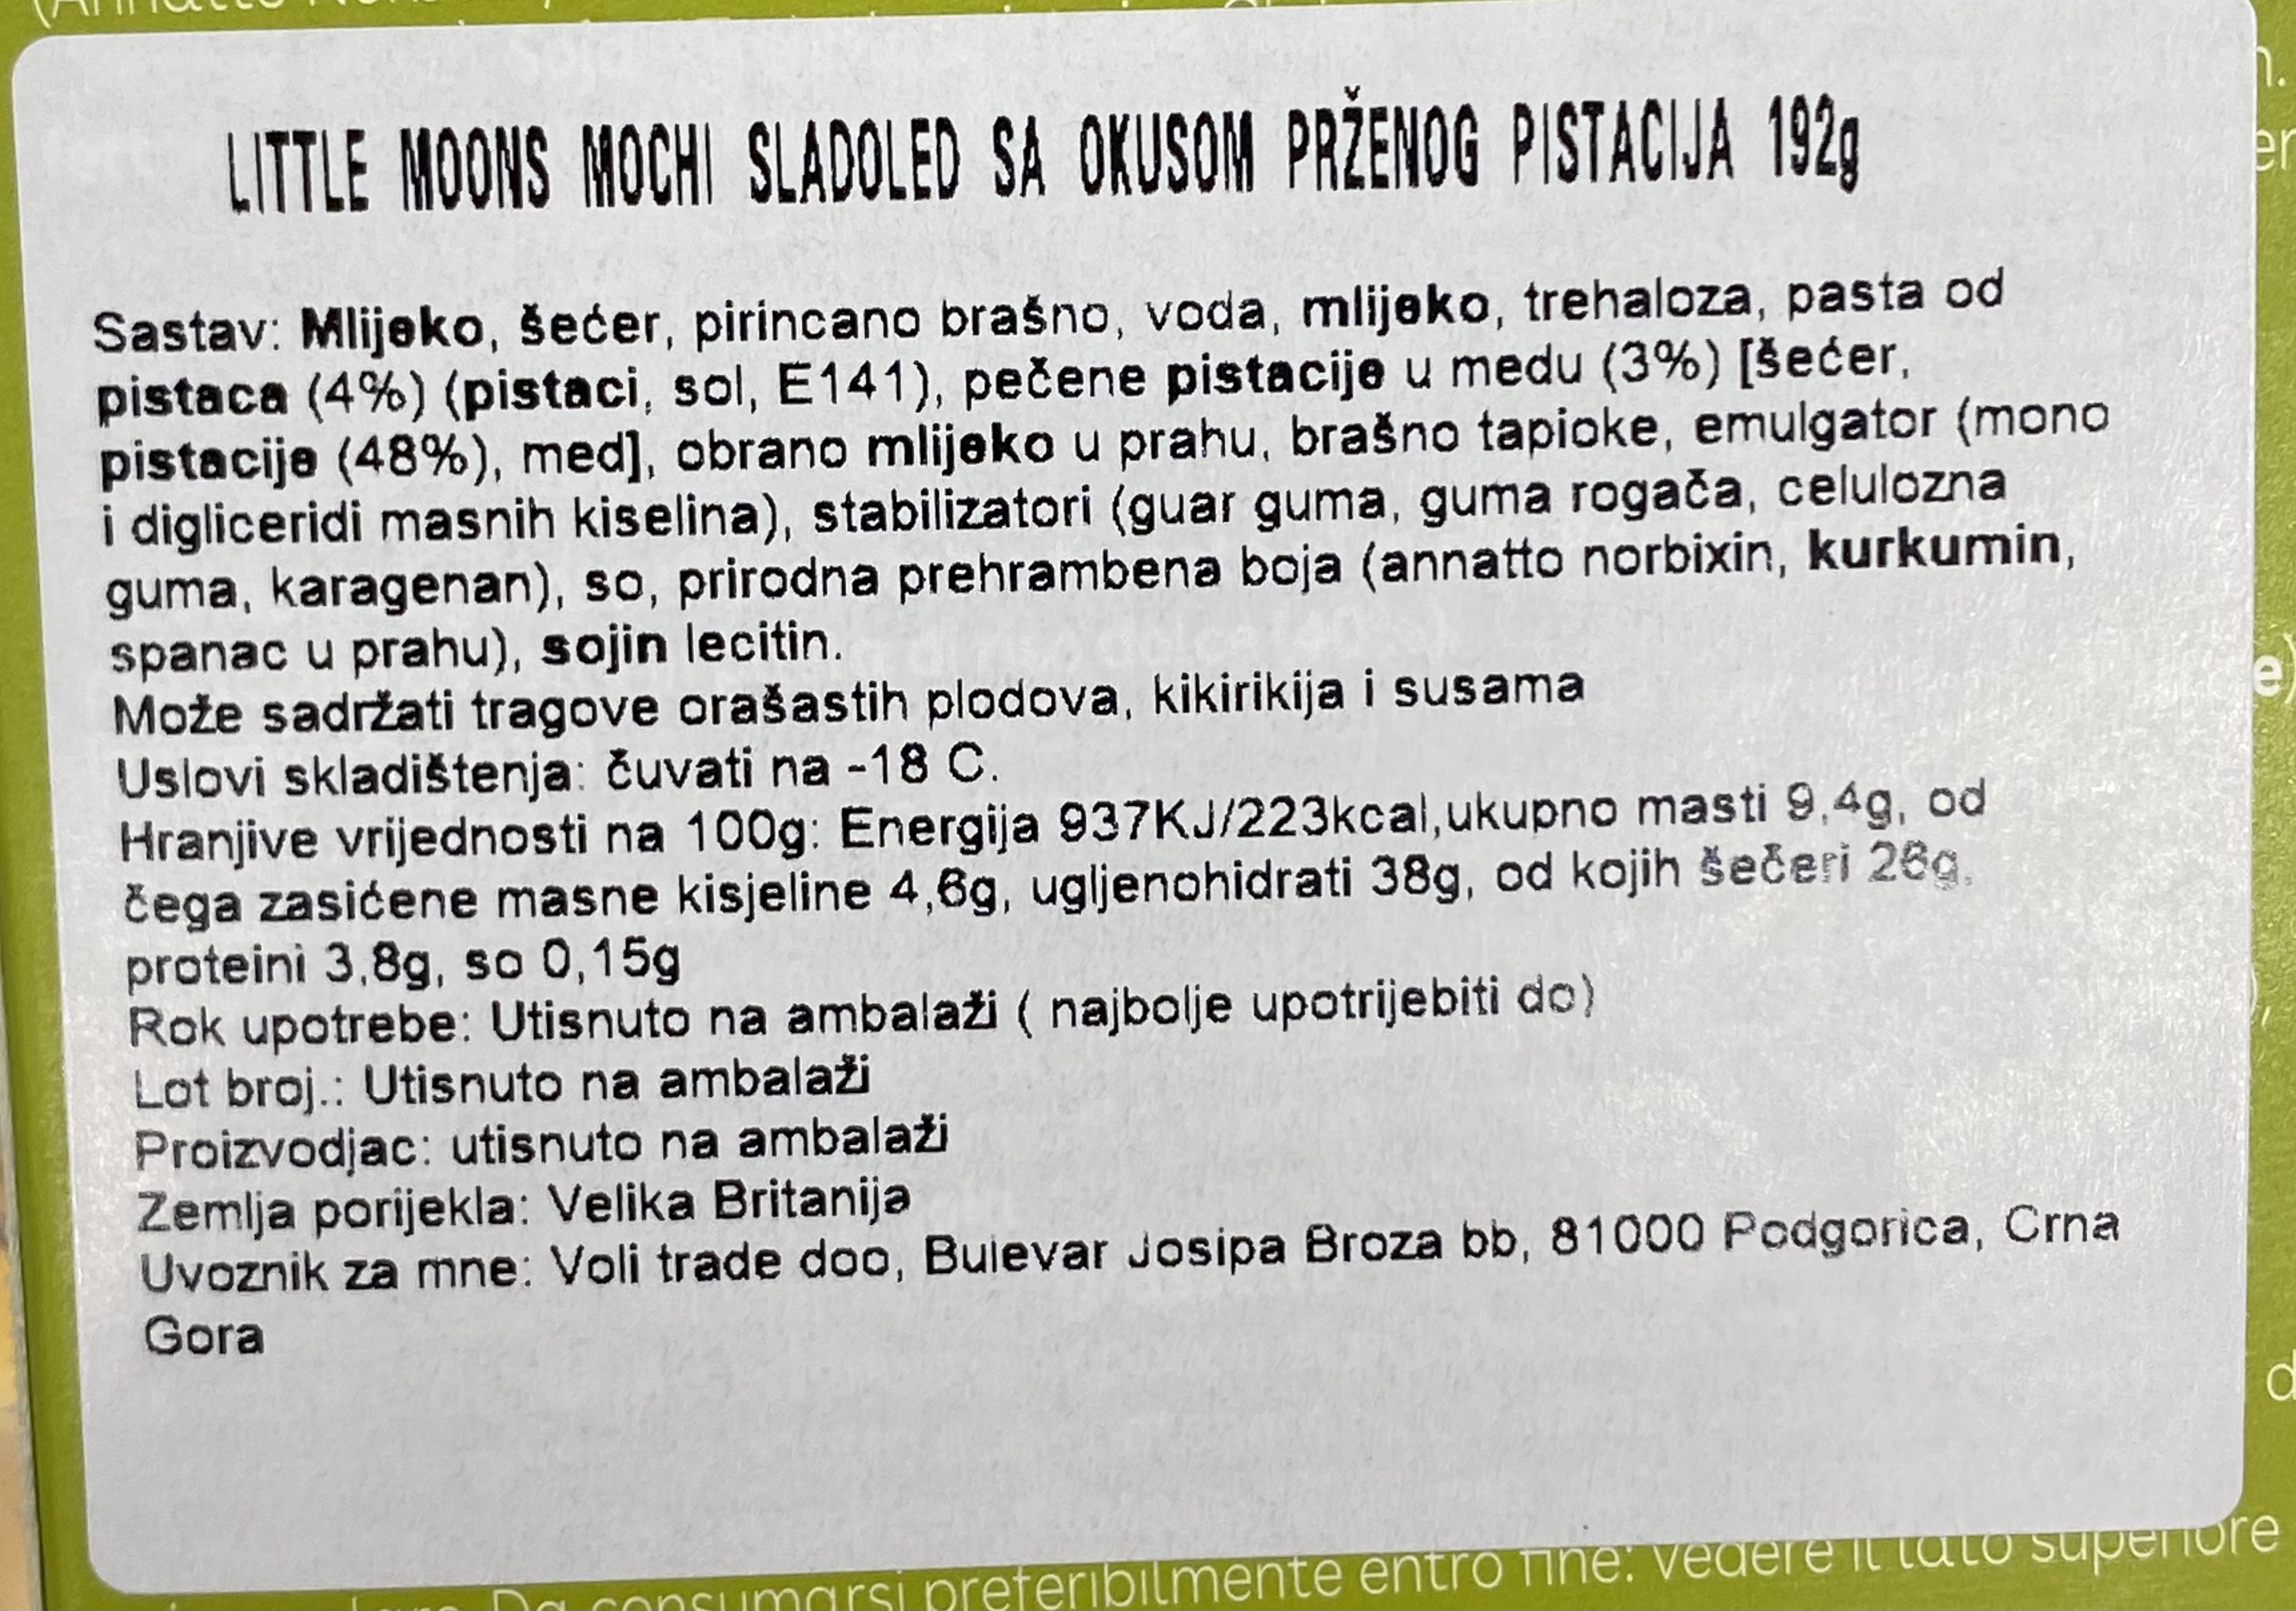 LITTLE MOONS MOCHI SLADOLED SA OKUSOM PRŽENOG PISTACIJA 192g
Sastav: Mlijeko, šećer, pirincano brašno, voda, mlijeko, trehaloza, pasta od
pistaca (4%) (pistaci, sol, E141), pečene pistacije u medu (3%) [šećer,
pistacije (48%), med], obrano mlijeko u prahu, brašno tapioke, emulgator (mono
i digliceridi masnih kiselina), stabilizatori (guar guma, guma rogača, celulozna
guma, karagenan), so, prirodna prehrambena boja (annatto norbixin, kurkumin,
spanac u prahu), sojin lecitin.
Može sadržati tragove orašastih plodova, kikirikija i susama
Uslovi skladištenja: čuvati na -18 C.
Hranjive vrijednosti na 100g: Energija 937KJ/223kcal,ukupno masti 9,4g, od
čega zasićene masne kisjeline 4,6g, ugljenohidrati 38g, od kojih šečeri 26g,
proteini 3,8g, so 0,15g
Rok upotrebe: Utisnuto na ambalaži ( najbolje upotrijebiti do)
Lot broj.: Utisnuto na ambalaži
Proizvodjac: utisnuto na ambalaži
Zemlja porijekla: Velika Britanija
Uvoznik za mne: Voli trade doo, Bulevar Josipa Broza bb, 81000 Podgorica, Crna
Gora
consumarsi preferibilmente entro fine: vedere il lato superiore